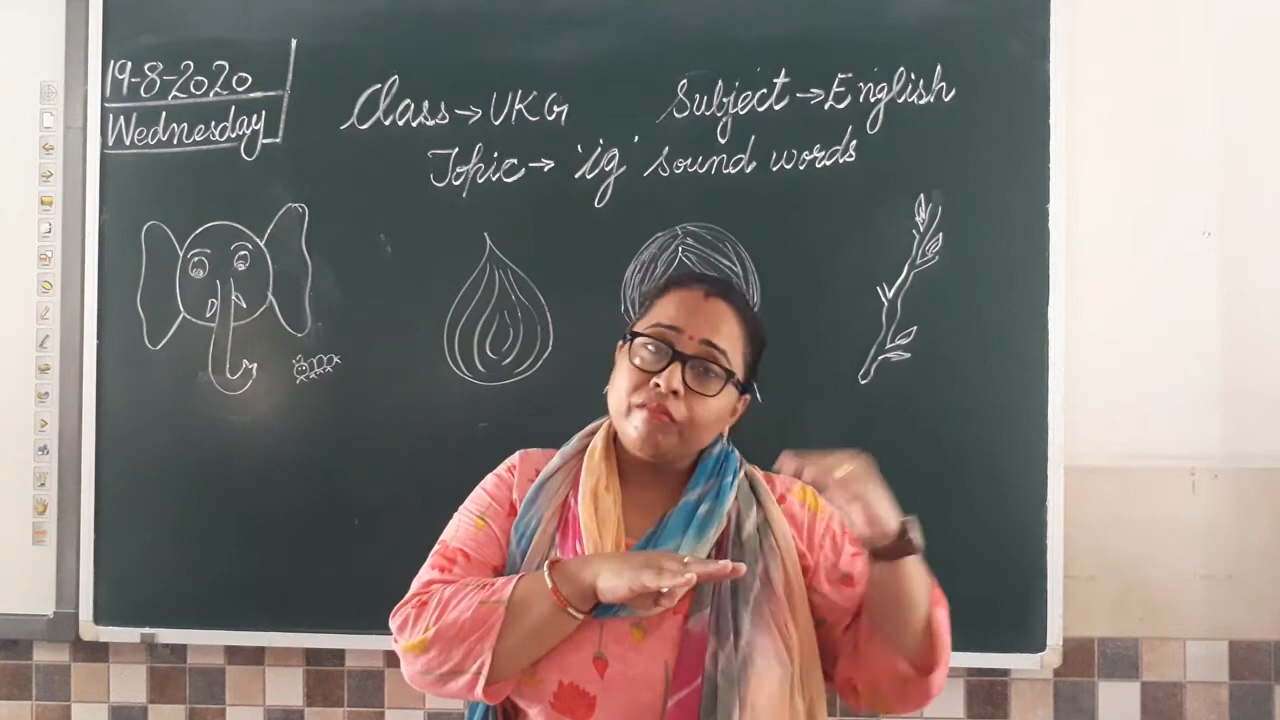 19-8-2020
Wednesday
Class→UKG Subject→English
Topic→ 'ig' sound words